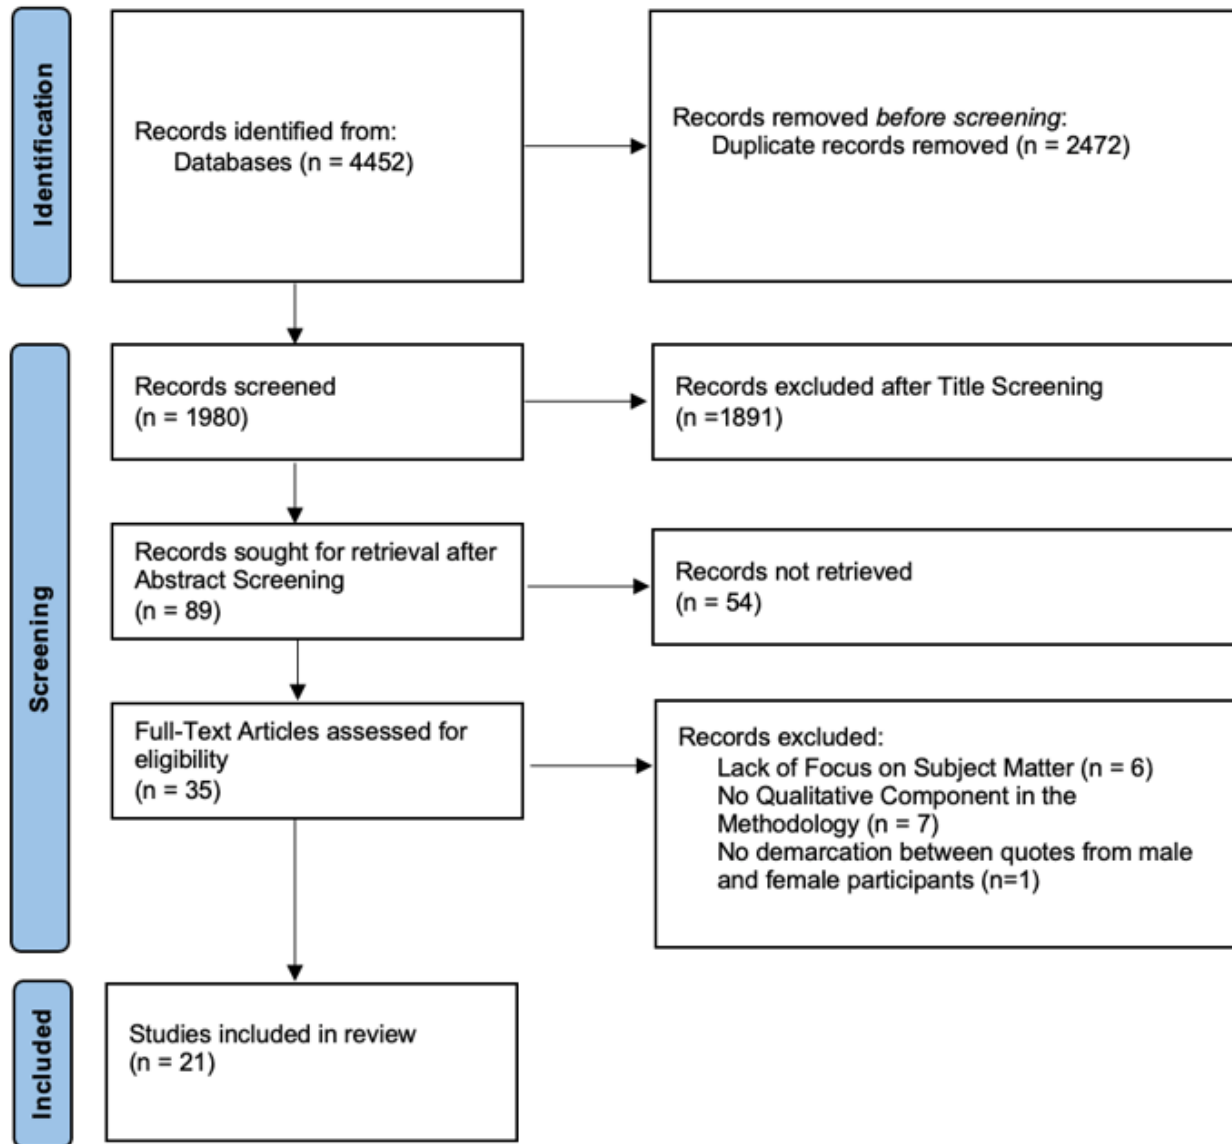 Identification
Records identified from:
Databases (n = 4452)
Records removed before screening:
Duplicate records removed (n = 2472)
Screening
Records screened
(n = 1980)
Records excluded after Title Screening
(n =1891)
Records sought for retrieval after
Abstract Screening
(n = 89)
Records not retrieved
(n = 54)
Full-Text Articles assessed for
eligibility
(n = 35)
Records excluded:
Lack of Focus on Subject Matter (n = 6)
No Qualitative Component in the
Methodology (n = 7)
No demarcation between quotes from male
and female participants (n=1)
Included
Studies included in review
(n = 21)